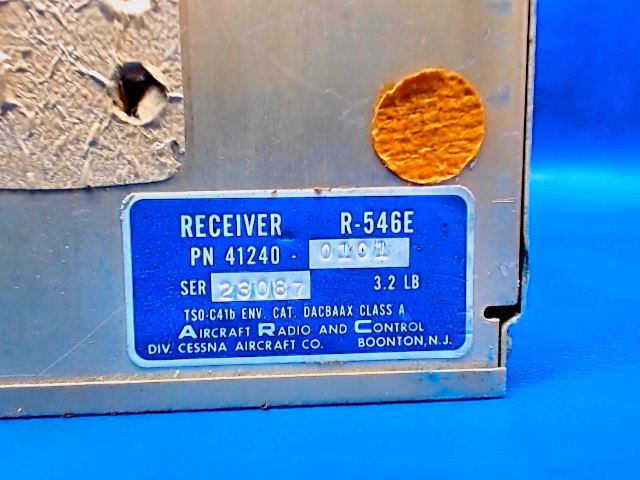 RECEIVER R-546E
PN 41240 - 0101
SER 23087 3.2 LB
TSO-C41b ENV. CAT. DACBAAX CLASS A
AIRCRAFT RADIO AND CONTROL
DIV. CESSNA AIRCRAFT CO. BOONTON, N.J.